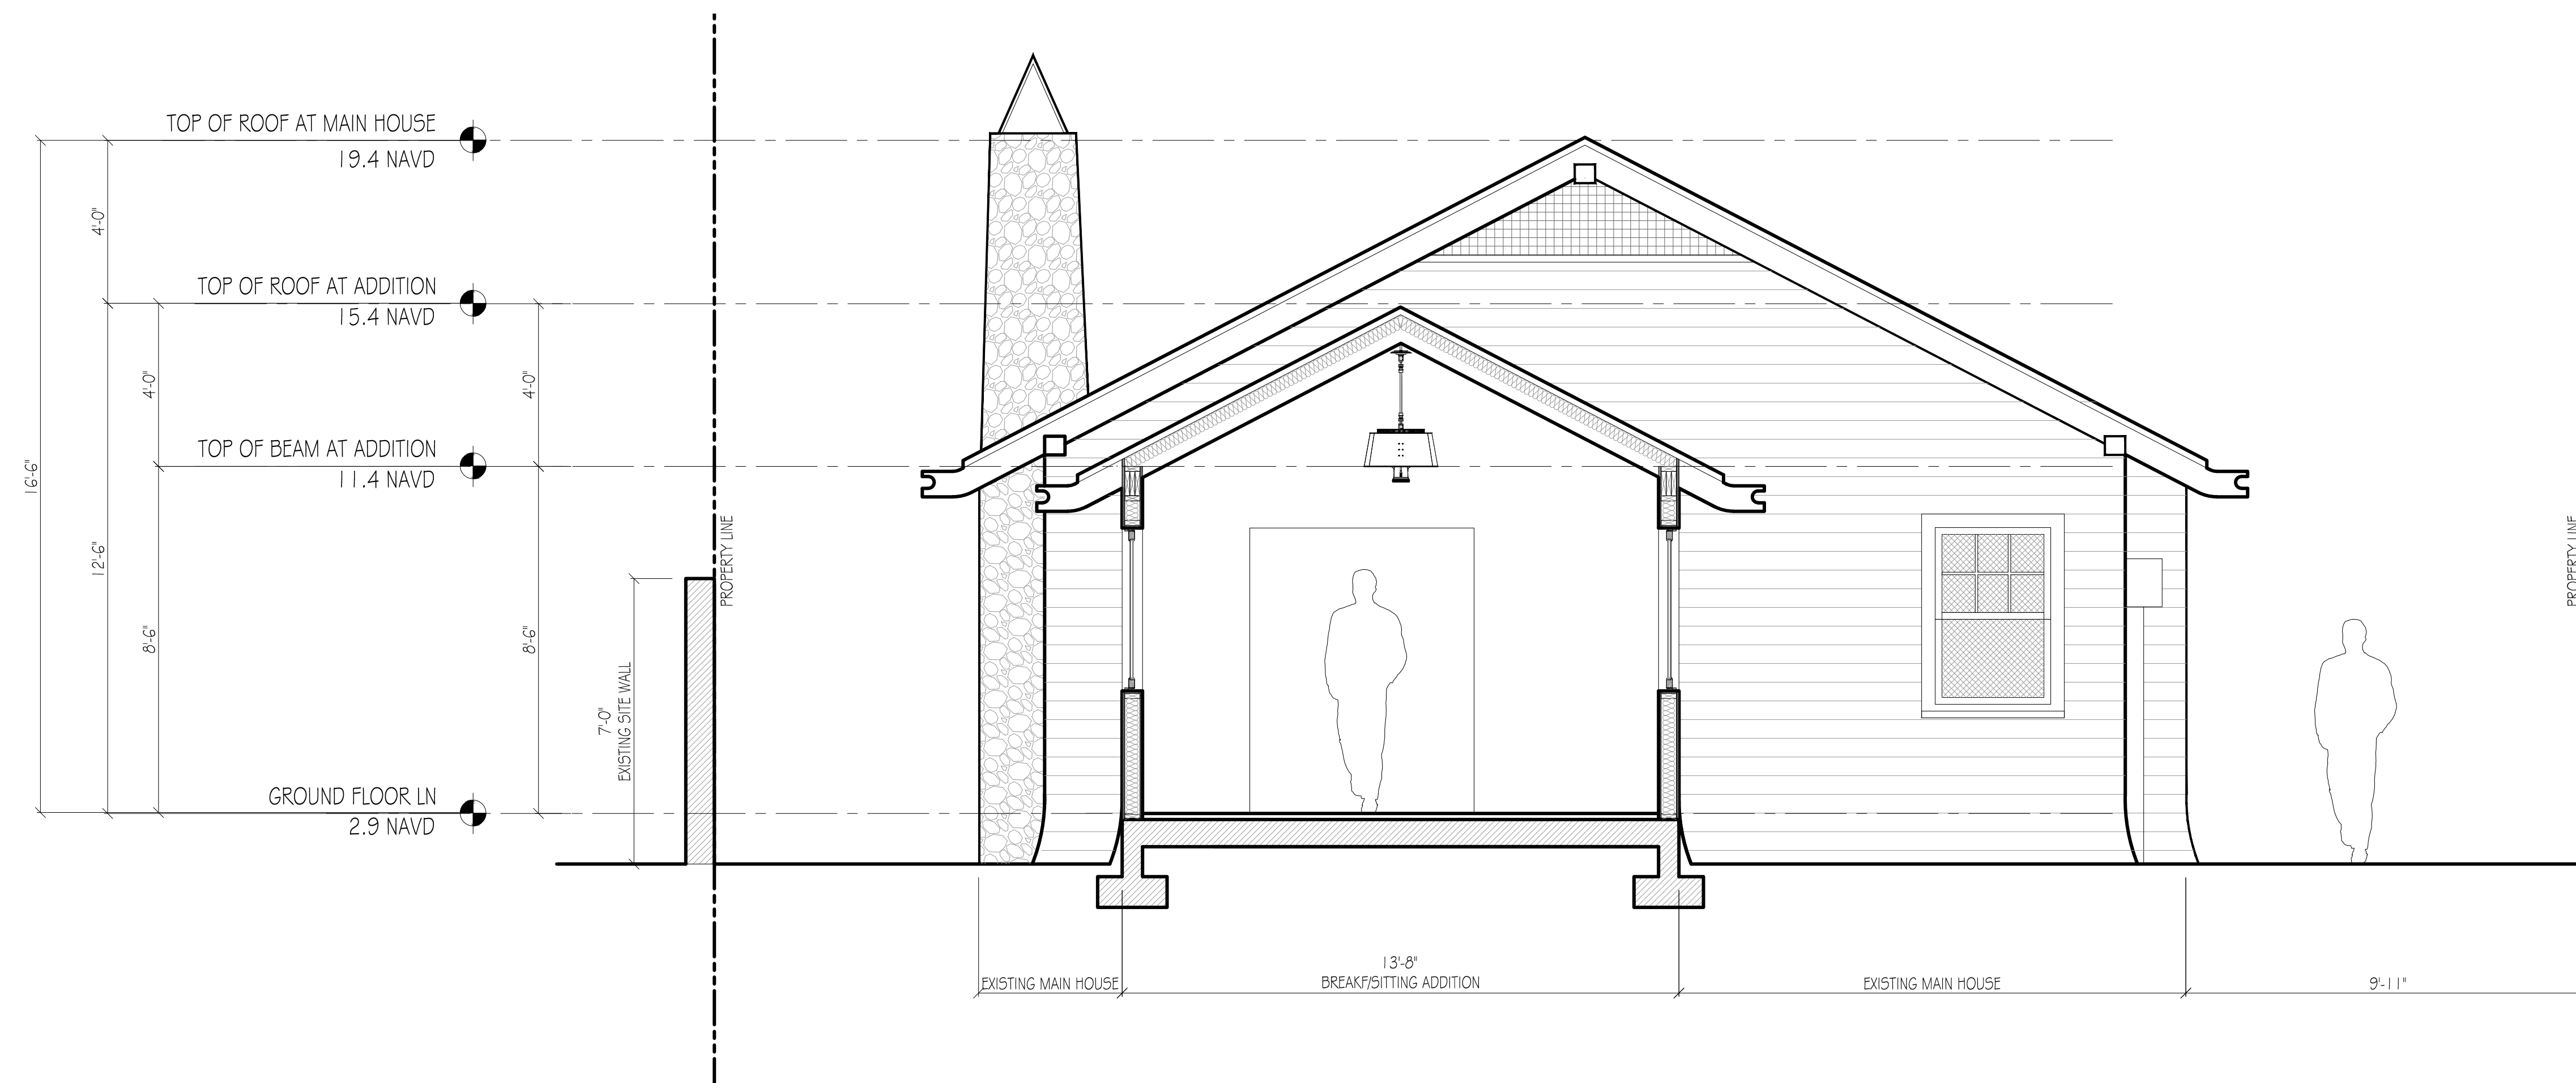 TOP OF ROOF AT MAIN HOUSE
19.4 NAVD
4'-0"
TOP OF ROOF AT ADDITION
15.4 NAVD
4'-0"
4'-0"
TOP OF BEAM AT ADDITION
11.4 NAVD
16'-6"
12'-6"
8'-6"
8'-6"
PROPERTY LINE
PROPERTY LINE
7'-0"
EXISTING SITE WALL
GROUND FLOOR LN
2.9 NAVD
EXISTING MAIN HOUSE
13'-8"
BREAKF/SITTING ADDITION
EXISTING MAIN HOUSE
9'-11"